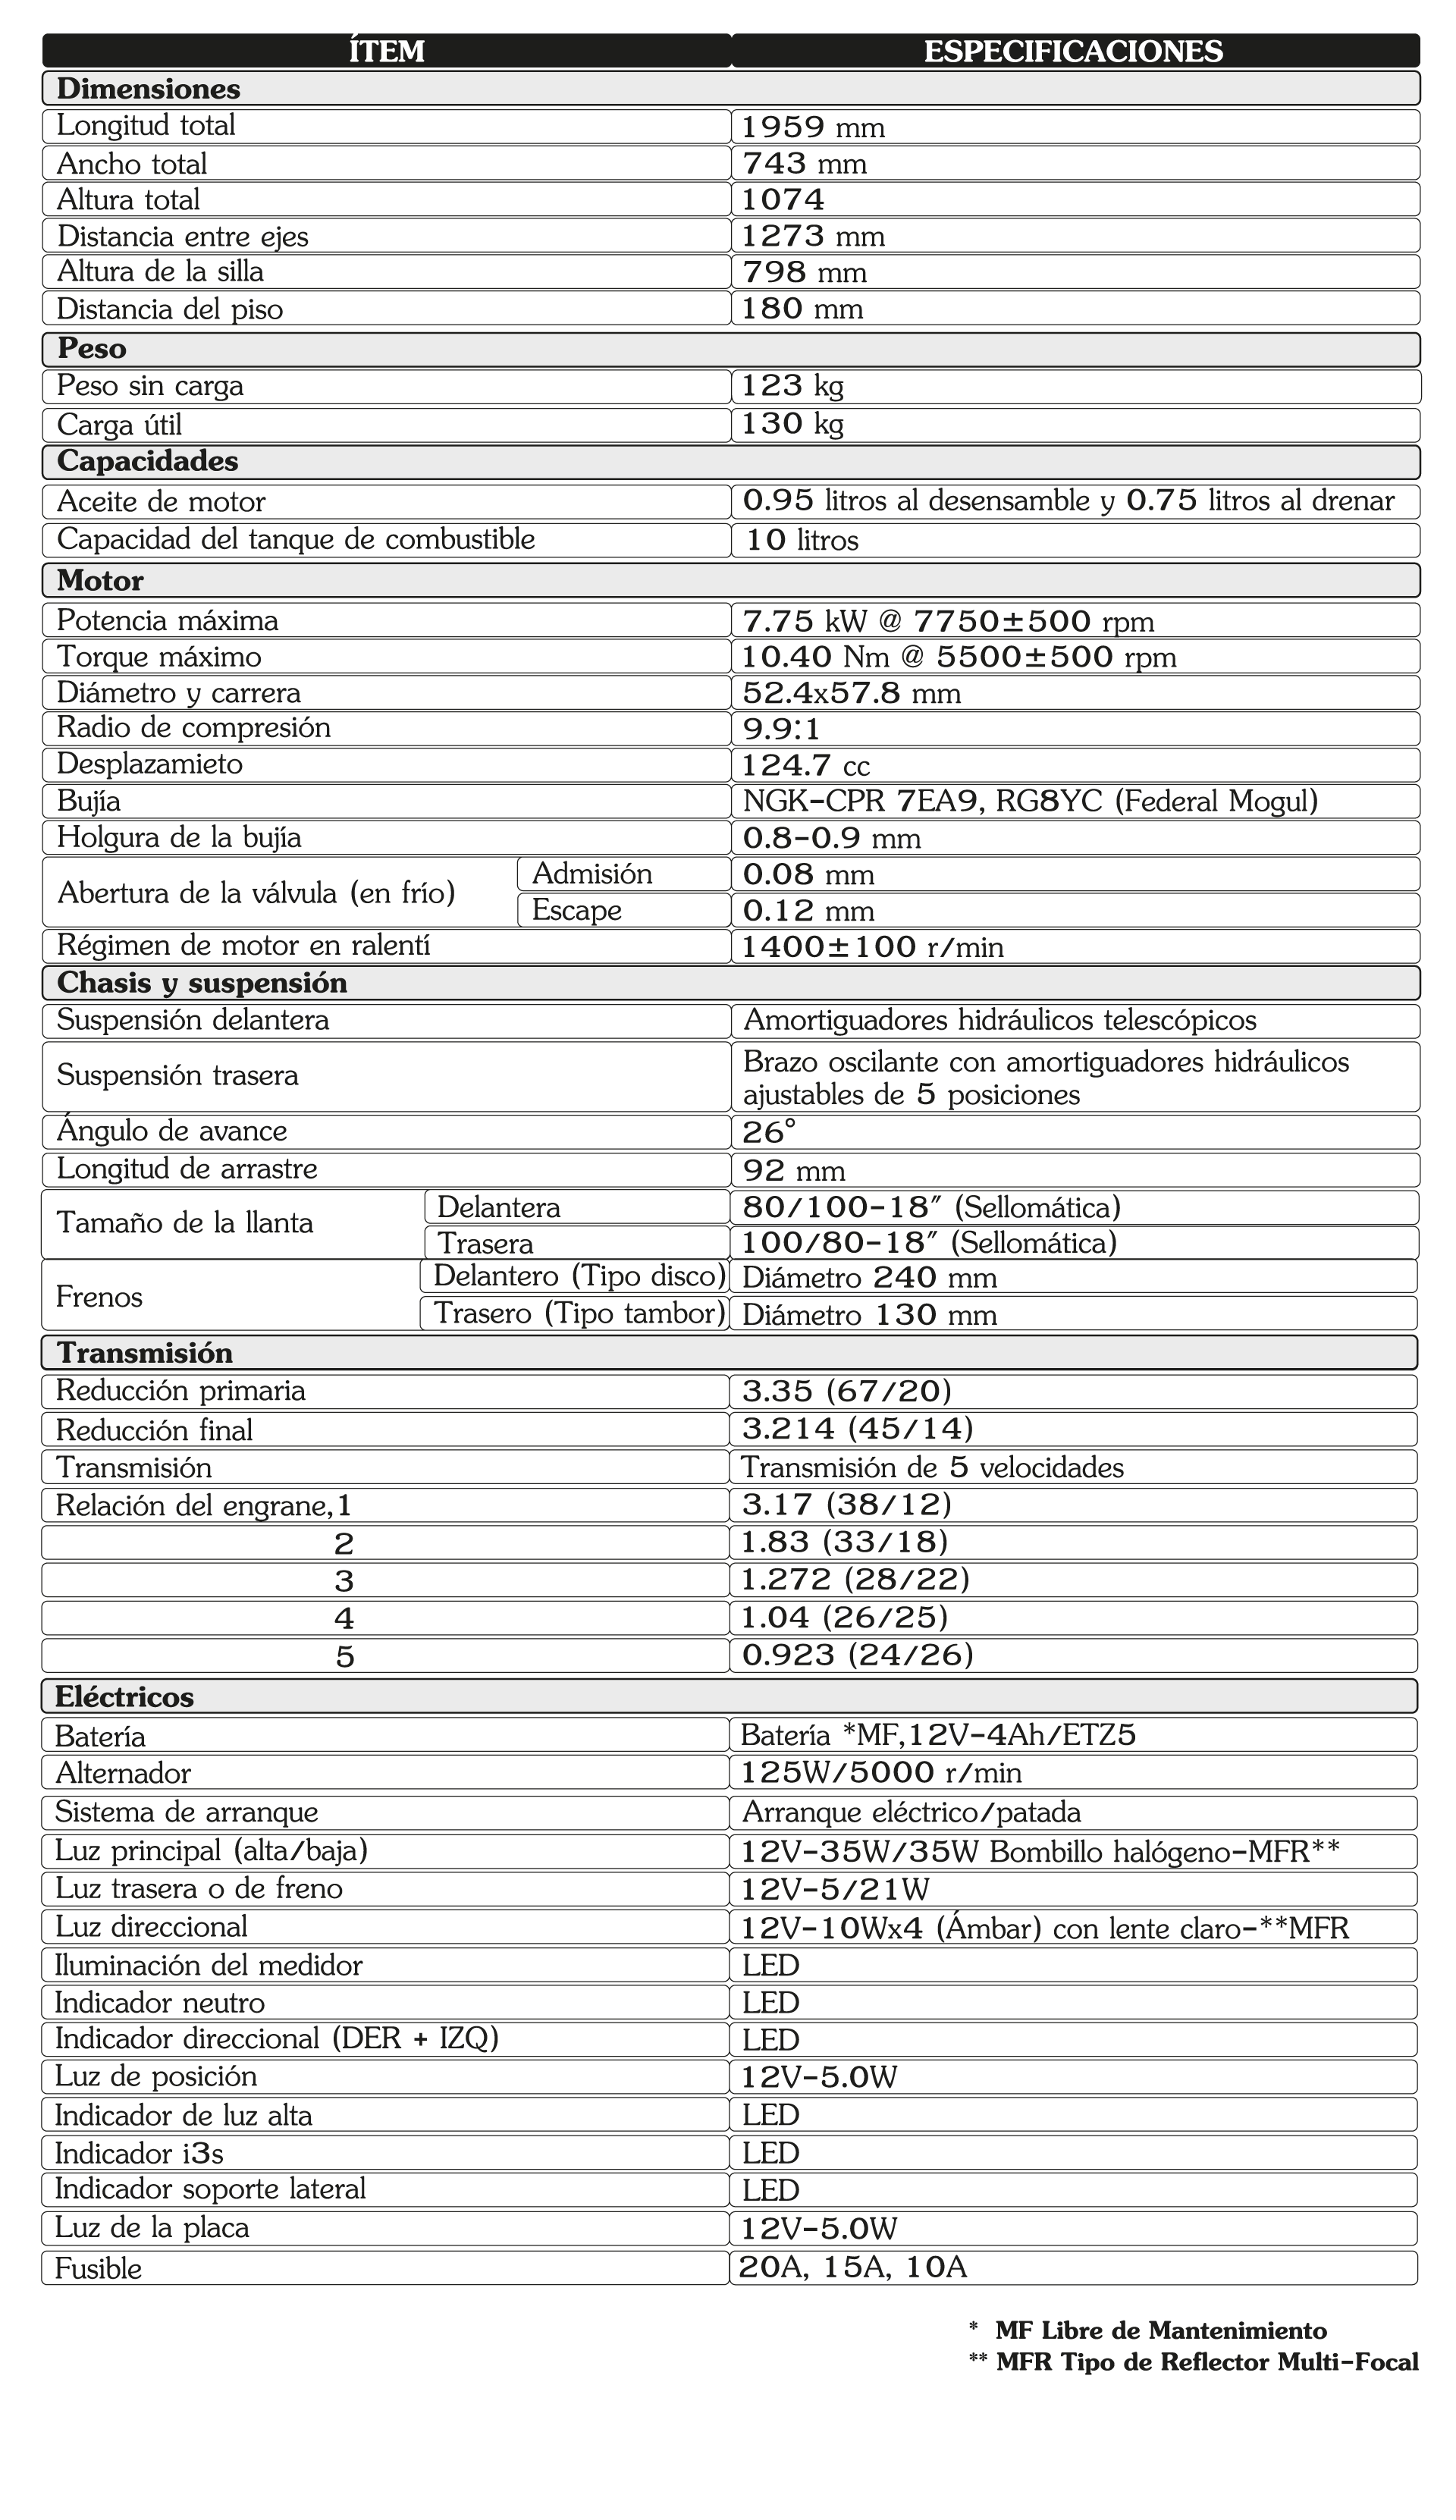 ÍTEM ESPECIFICACIONES
Dimensiones
Longitud total 1959 mm
Ancho total 743 mm
Altura total 1074
Distancia entre ejes 1273 mm
Altura de la silla 798 mm
Distancia del piso 180 mm
Peso
Peso sin carga 123 kg
Carga útil 130 kg
Capacidades
Aceite de motor 0.95 litros al desensamble y 0.75 litros al drenar
Capacidad del tanque de combustible 10 litros
Motor
Potencia máxima 7.75 kW @ 7750±500 rpm
Torque máximo 10.40 Nm @ 5500±500 rpm
Diámetro y carrera 52.4x57.8 mm
Radio de compresión 9.9:1
Desplazamieto 124.7 cc
Bujía NGK-CPR 7EA9, RG8YC (Federal Mogul)
Holgura de la bujía 0.8-0.9 mm
Abertura de la válvula (en frío) Admisión 0.08 mm
Escape 0.12 mm
Régimen de motor en ralentí 1400±100 r/min
Chasis y suspensión
Suspensión delantera Amortiguadores hidráulicos telescópicos
Suspensión trasera Brazo oscilante con amortiguadores hidráulicos
ajustables de 5 posiciones
Ángulo de avance 26°
Longitud de arrastre 92 mm
Tamaño de la llanta Delantera 80/100-18″ (Sellomática)
Trasera 100/80-18″ (Sellomática)
Frenos Delantero (Tipo disco) Diámetro 240 mm
Trasero (Tipo tambor) Diámetro 130 mm
Transmisión
Reducción primaria 3.35 (67/20)
Reducción final 3.214 (45/14)
Transmisión Transmisión de 5 velocidades
Relación del engrane,1 3.17 (38/12)
2 1.83 (33/18)
3 1.272 (28/22)
4 1.04 (26/25)
5 0.923 (24/26)
Eléctricos
Batería Batería *MF,12V-4Ah/ETZ5
Alternador 125W/5000 r/min
Sistema de arranque Arranque eléctrico/patada
Luz principal (alta/baja) 12V-35W/35W Bombillo halógeno-MFR**
Luz trasera o de freno 12V-5/21W
Luz direccional 12V-10Wx4 (Ámbar) con lente claro-**MFR
Iluminación del medidor LED
Indicador neutro LED
Indicador direccional (DER + IZQ) LED
Luz de posición 12V-5.0W
Indicador de luz alta LED
Indicador i3s LED
Indicador soporte lateral LED
Luz de la placa 12V-5.0W
Fusible 20A, 15A, 10A
* MF Libre de Mantenimiento
** MFR Tipo de Reflector Multi-Focal